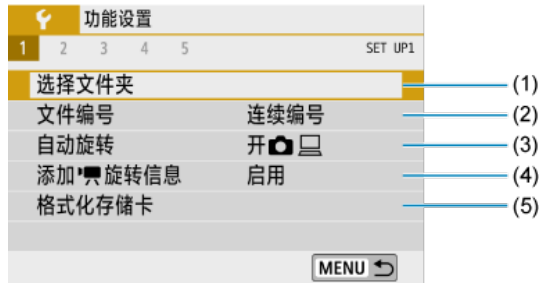 功能设置
1 2 3 4 5 SET UP1
选择文件夹 (1)
文件编号 连续编号 (2)
自动旋转 开 (3)
添加旋转信息 启用 (4)
格式化存储卡 (5)
MENU